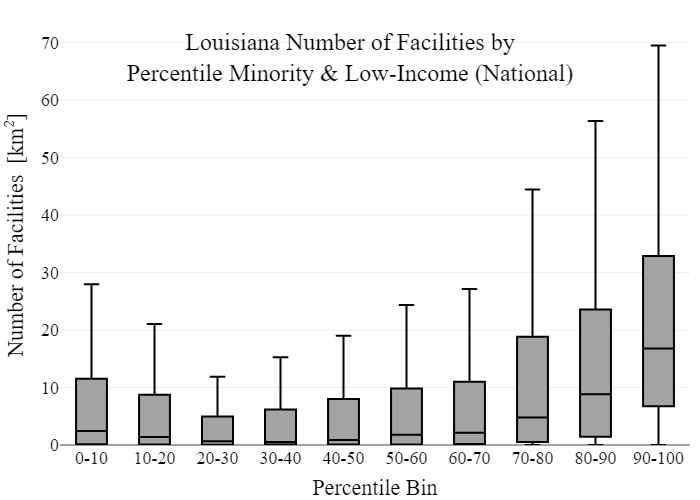 Louisiana Number of Facilities by
Percentile Minority & Low-Income (National)
Number of Facilities [km²]
70
60
50
40
30
20
10
0
0-10 10-20 20-30 30-40 40-50 50-60 60-70 70-80 80-90 90-100
Percentile Bin